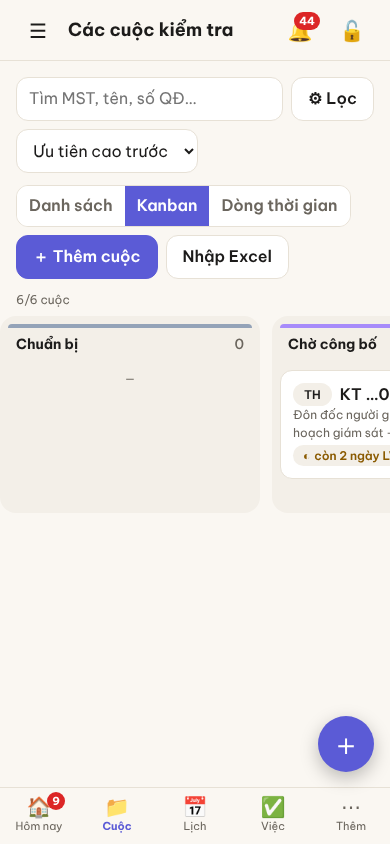 ☰ Các cuộc kiểm tra 44
Tìm MST, tên, số QĐ...
⚙ Lọc
Ưu tiên cao trước
Danh sách Kanban Dòng thời gian
+ Thêm cuộc Nhập Excel
6/6 cuộc
Chuẩn bị 0
–
Chờ công bố
TH KT ...0
Đôn đốc người g
hoạch giám sát
còn 2 ngày L
+
9
Hôm nay Cuộc Lịch Việc Thêm